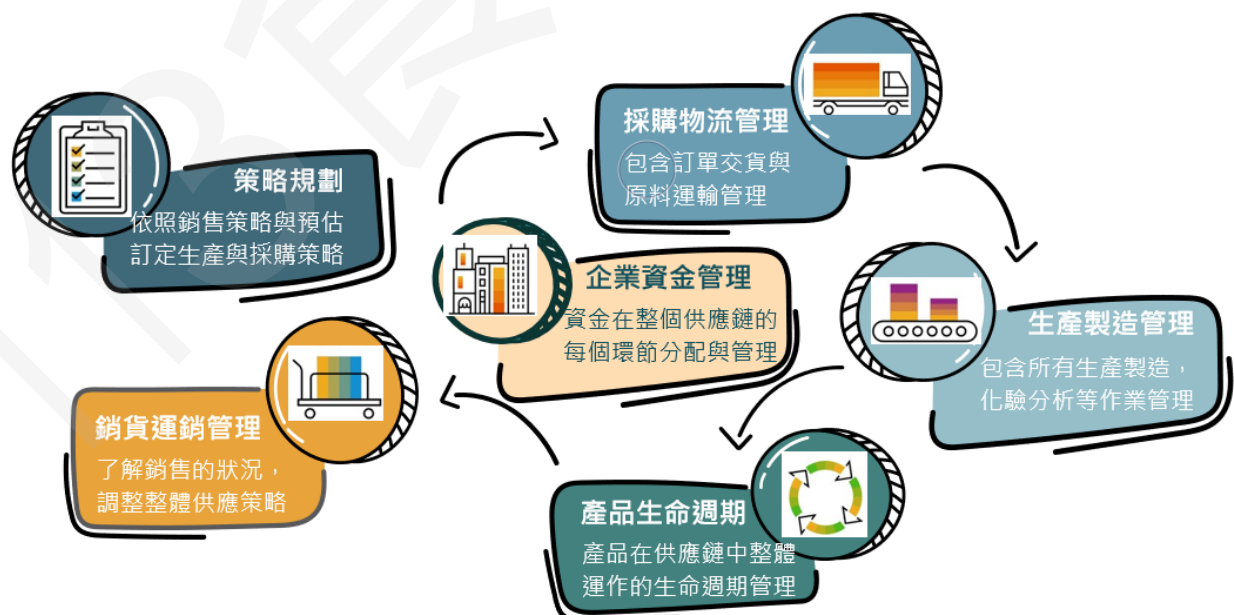 策略規劃
依照銷售策略與預估
訂定生產與採購策略
採購物流管理
包含訂單交貨與
原料運輸管理
生產製造管理
包含所有生產製造，
化驗分析等作業管理
產品生命週期
產品在供應鏈中整體
運作的生命週期管理
銷貨運銷管理
了解銷售的狀況，
調整整體供應策略
企業資金管理
資金在整個供應鏈的
每個環節分配與管理